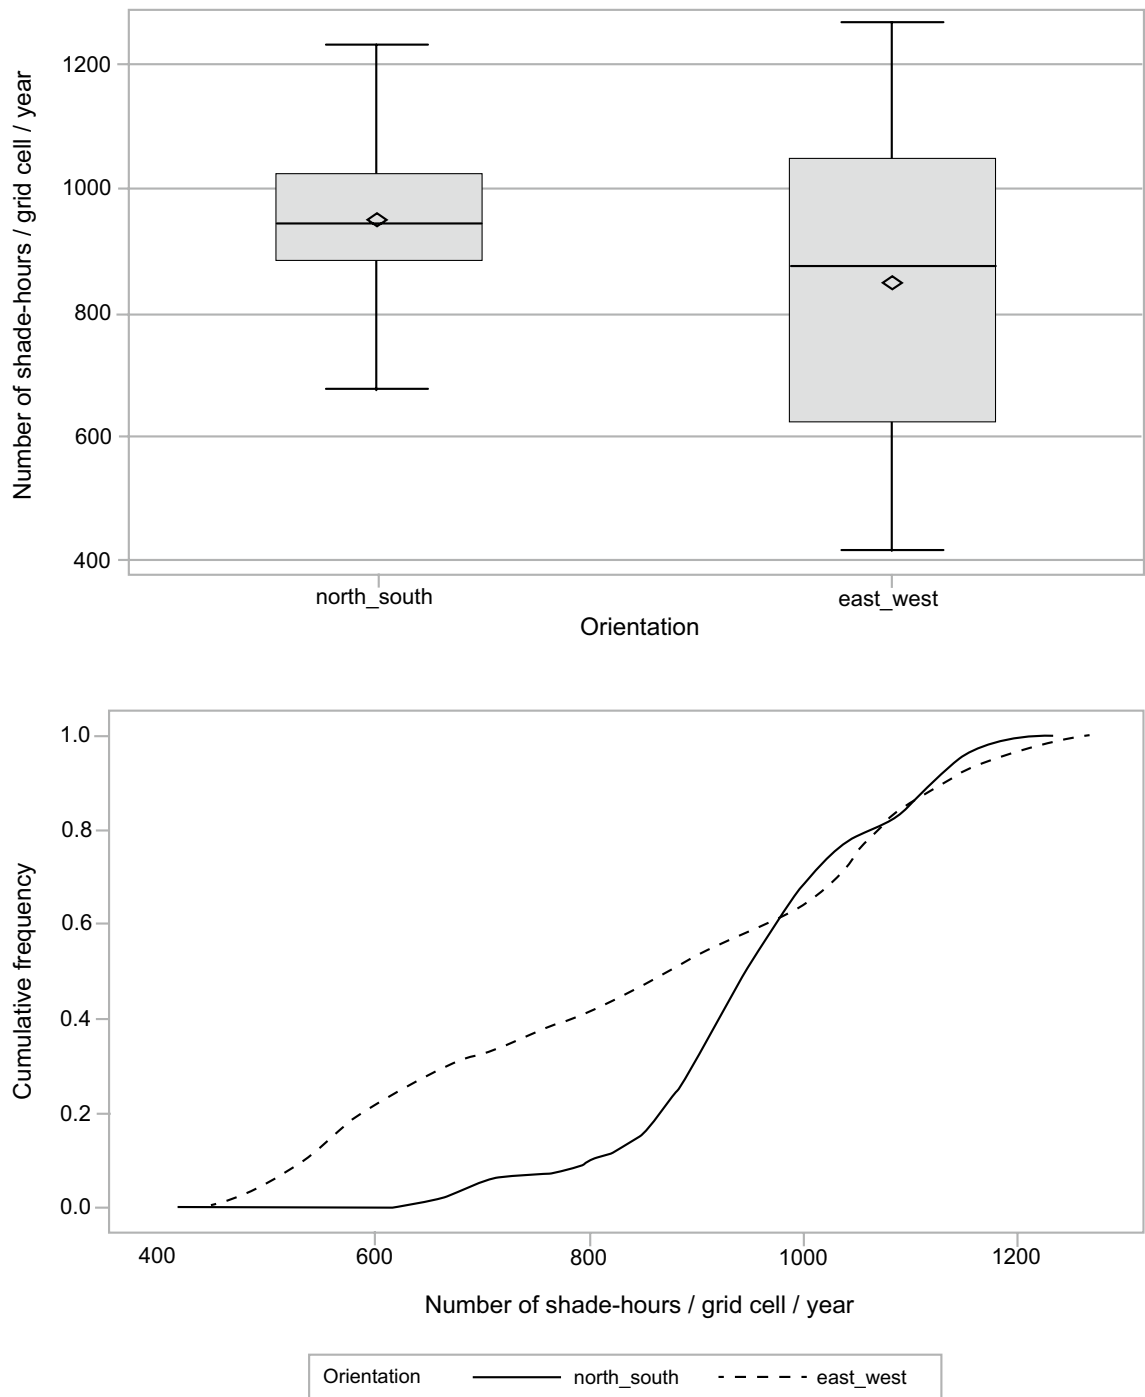 Number of shade-hours / grid cell / year
1200
1000
800
600
400
north_south
east_west
Orientation
Cumulative frequency
1.0
0.8
0.6
0.4
0.2
0.0
400
600
800
1000
1200
Number of shade-hours / grid cell / year
Orientation
north_south
east_west